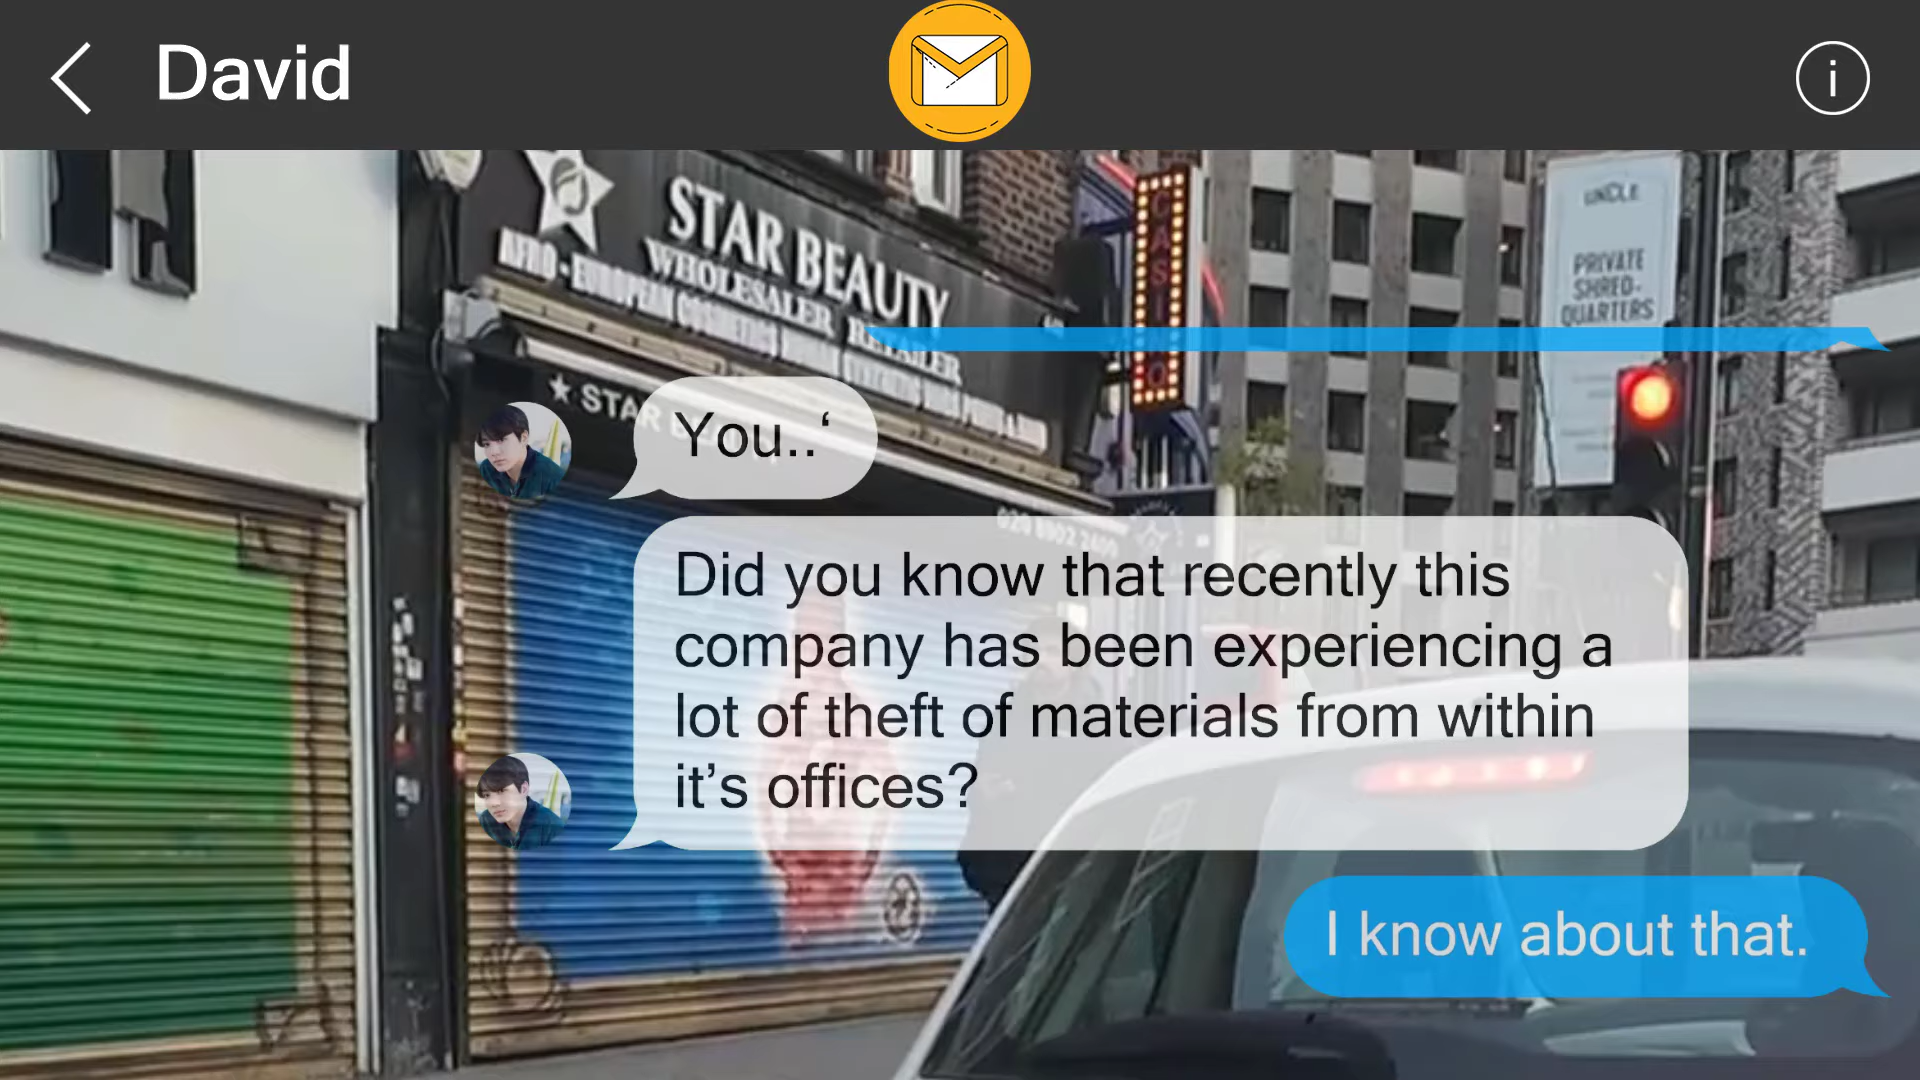 David
i
STAR BEAUTY
WHOLESALER RETAILER
AFRO - EUROPEAN COSMETICS HUMAN
CASINO
UNCLE
PRIVATE
SHRED-
QUARTERS
★ STAR
You..‘
Did you know that recently this
company has been experiencing a
lot of theft of materials from within
it’s offices?
I know about that.